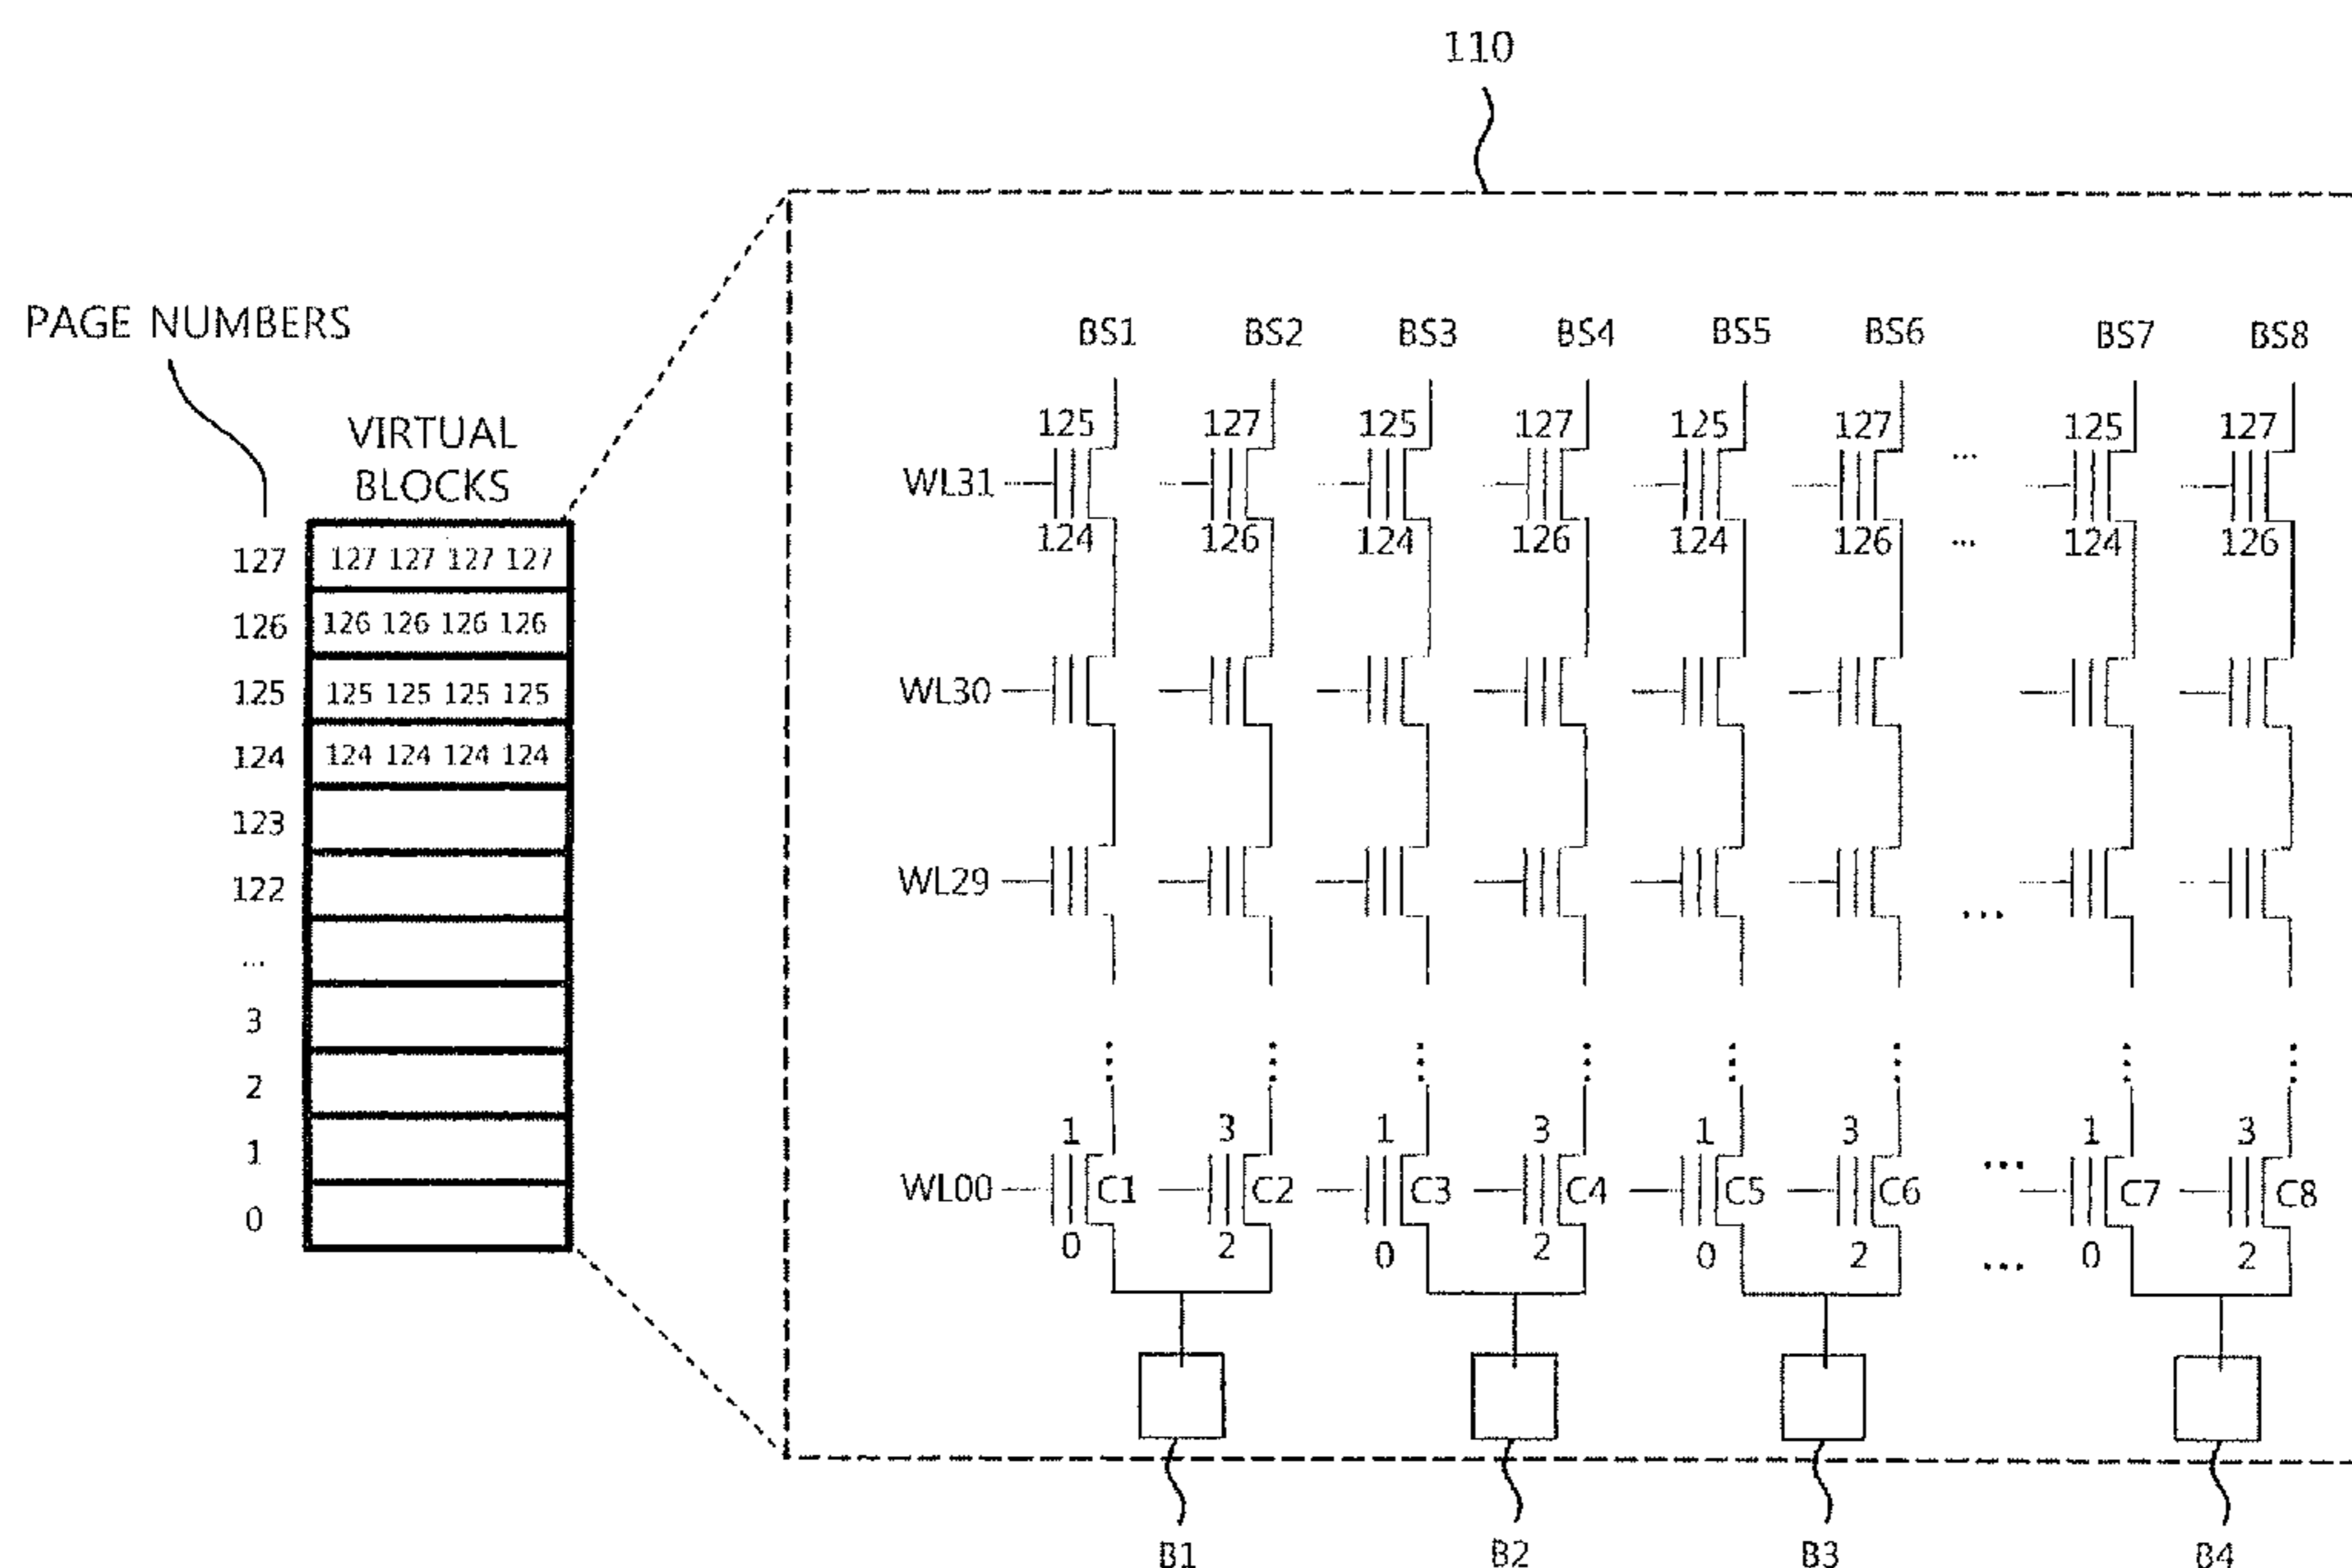 110
PAGE NUMBERS
VIRTUAL
BLOCKS
127 127 127 127 127
126 126 126 126 126
125 125 125 125 125
124 124 124 124 124
123
122
...
3
2
1
0
BS1 BS2 BS3 BS4 BS5 BS6 BS7 BS8
125 127 125 127 125 127 ... 125 127
WL31
124 126 124 126 124 126 ... 124 126
WL30
WL29 ...
1 3 1 3 1 3 ... 1 3
WL00 C1 C2 C3 C4 C5 C6 C7 C8
0 2 0 2 0 2 ... 0 2
B1 B2 B3 B4